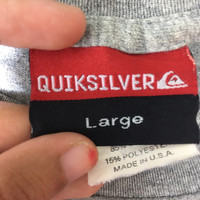 QUIKSILVER
Large
15% POLYESTER
MADE IN U.S.A.